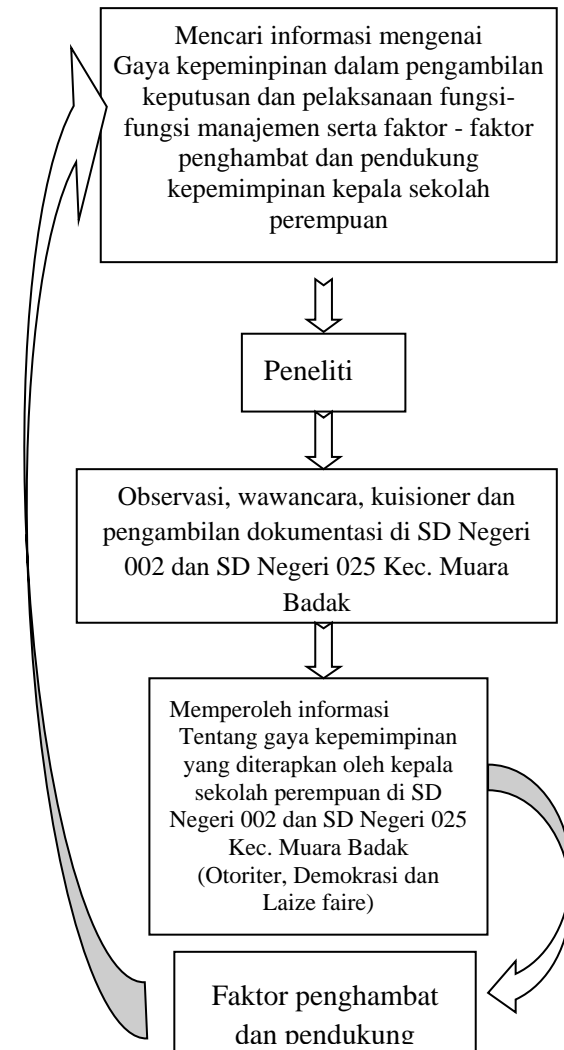 Mencari informasi mengenai
Gaya kepeminpinan dalam pengambilan
keputusan dan pelaksanaan fungsi-
fungsi manajemen serta faktor - faktor
penghambat dan pendukung
kepemimpinan kepala sekolah
perempuan
Peneliti
Observasi, wawancara, kuisioner dan
pengambilan dokumentasi di SD Negeri
002 dan SD Negeri 025 Kec. Muara
Badak
Memperoleh informasi
Tentang gaya kepemimpinan
yang diterapkan oleh kepala
sekolah perempuan di SD
Negeri 002 dan SD Negeri 025
Kec. Muara Badak
(Otoriter, Demokrasi dan
Laize faire)
Faktor penghambat
dan pendukung